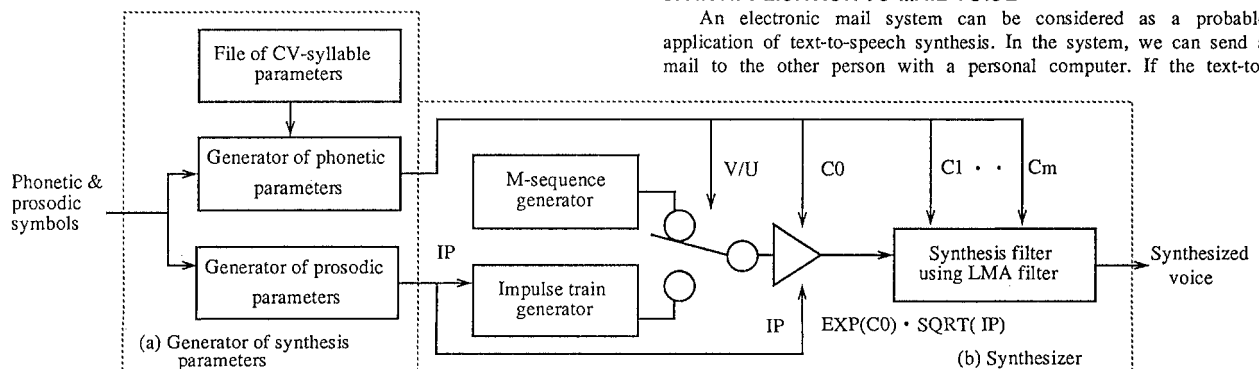 An electronic mail system can be considered as a probable
application of text-to-speech synthesis. In the system, we can send
mail to the other person with a personal computer. If the text-to-
File of CV-syllable
parameters
Generator of phonetic
parameters
Phonetic &
prosodic
symbols
Generator of prosodic
parameters
(a) Generator of synthesis
parameters
IP
M-sequence
generator
Impulse train
generator
V/U
C0
C1 · · Cm
IP
EXP(C0) · SQRT( IP)
Synthesis filter
using LMA filter
Synthesized
voice
(b) Synthesizer